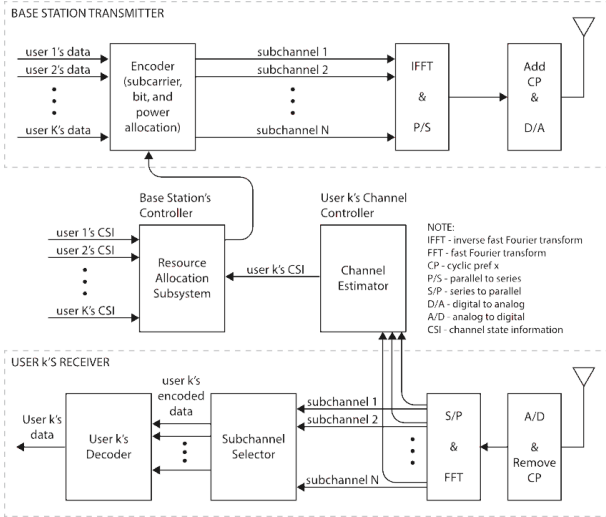 BASE STATION TRANSMITTER
user 1's data
user 2's data
user K's data
Encoder
(subcarrier,
bit, and
power
allocation)
subchannel 1
subchannel 2
subchannel N
IFFT
&
P/S
Add
CP
&
D/A
Base Station's
Controller
user 1's CSI
user 2's CSI
user K's CSI
Resource
Allocation
Subsystem
user k's CSI
User k's Channel
Controller
Channel
Estimator
NOTE:
IFFT - inverse fast Fourier transform
FFT - fast Fourier transform
CP - cyclic pref x
P/S - parallel to series
S/P - series to parallel
D/A - digital to analog
A/D - analog to digital
CSI - channel state information
USER k'S RECEIVER
User k's
data
User k's
Decoder
user k's
encoded
data
Subchannel
Selector
subchannel 1
subchannel 2
subchannel N
S/P
&
FFT
A/D
&
Remove
CP